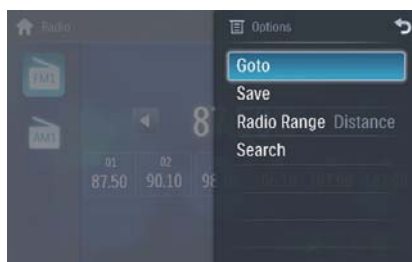 Radio
Options
FM1
Goto
Save
Radio Range Distance
Search
AM1
01 02
87.50 90.10